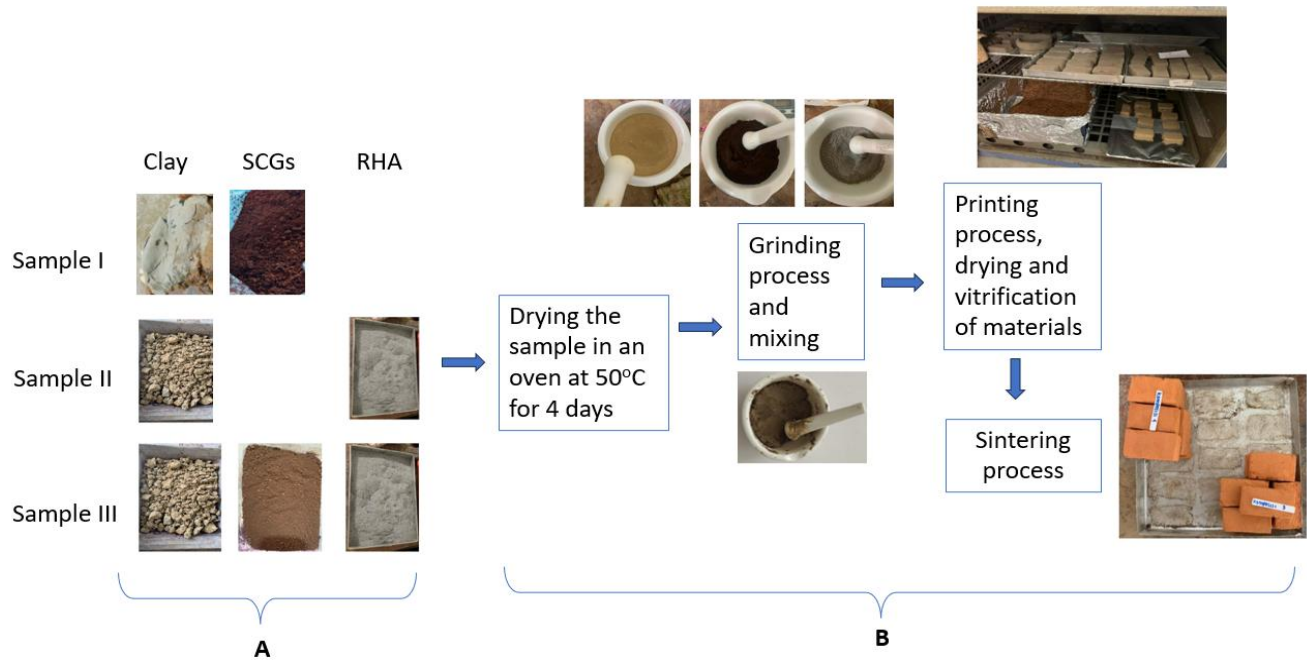 Clay SCGs RHA
Sample I
Sample II
Sample III
Drying the
sample in an
oven at 50°C
for 4 days
Grinding
process
and
mixing
Printing
process,
drying and
vitrification
of materials
Sintering
process
A
B